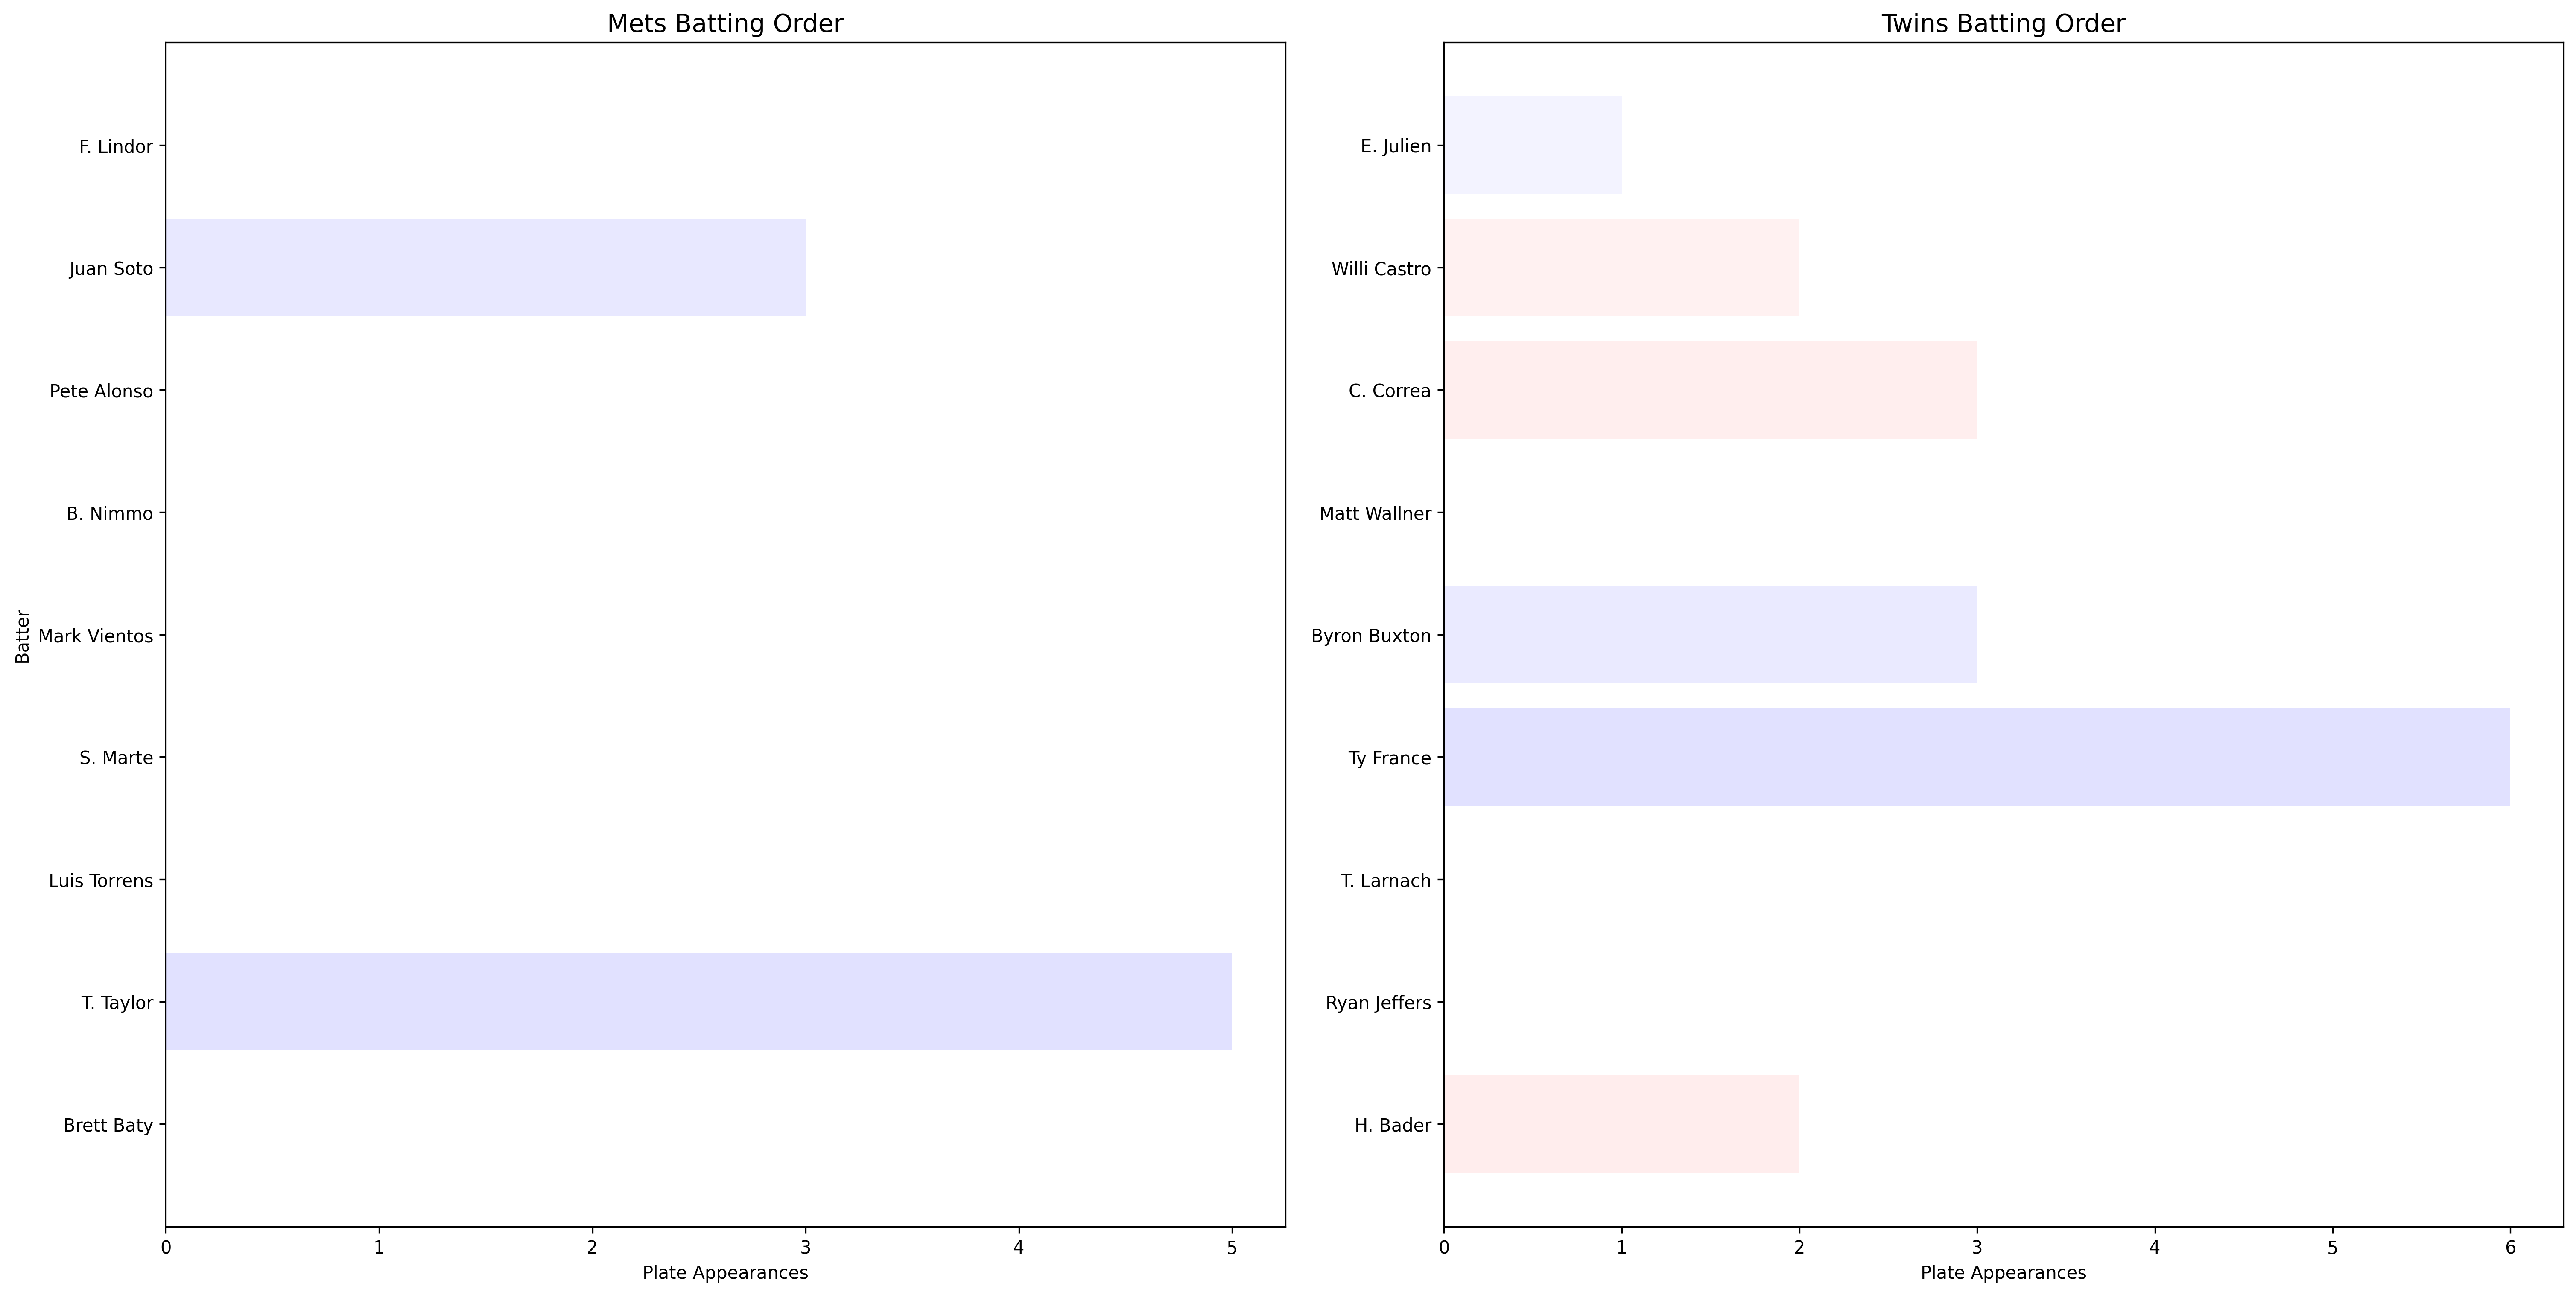 Mets Batting Order
Batter
F. Lindor
Juan Soto
Pete Alonso
B. Nimmo
Mark Vientos
S. Marte
Luis Torrens
T. Taylor
Brett Baty
0 1 2 3 4 5
Plate Appearances
Twins Batting Order
E. Julien
Willi Castro
C. Correa
Matt Wallner
Byron Buxton
Ty France
T. Larnach
Ryan Jeffers
H. Bader
0 1 2 3 4 5 6
Plate Appearances